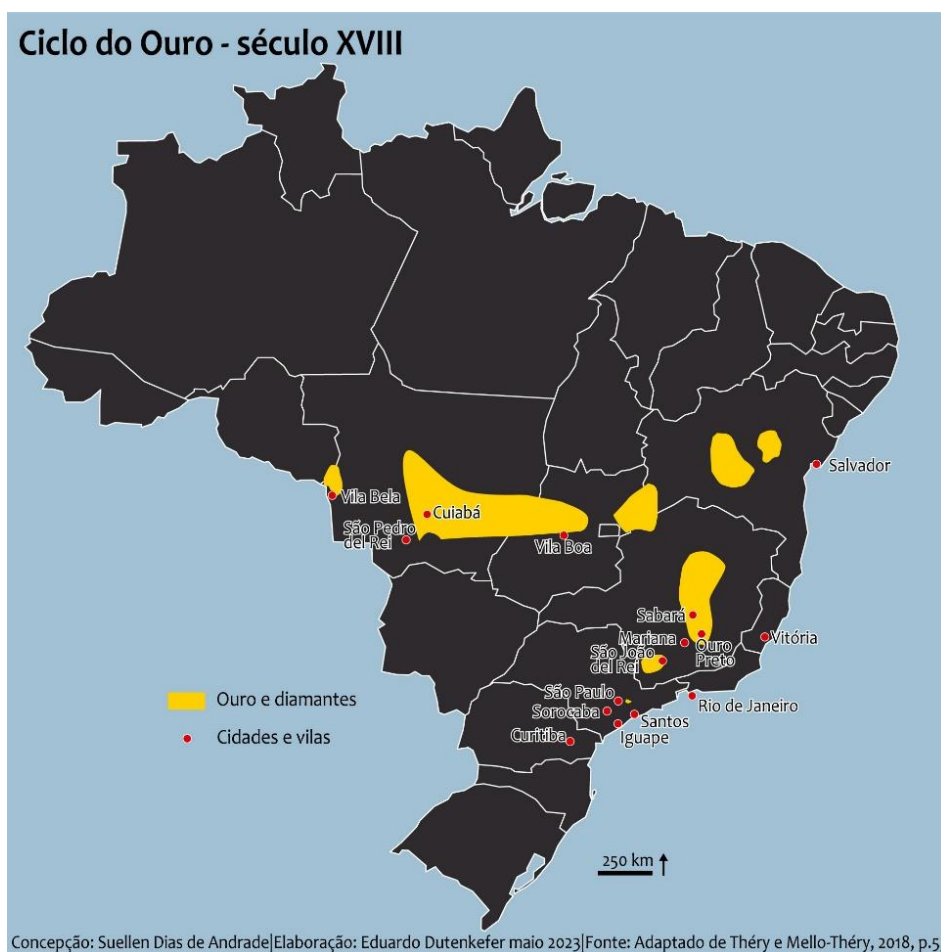 Ciclo do Ouro - século XVIII
Salvador
Vila Bela
Cuiabá
São Pedro
del Rei
Vila Boa
Sabará
Mariana
Ouro
Preto
Vitória
São João
del Rei
São Paulo
Rio de Janeiro
Sorocaba
Santos
Iguape
Curitiba
Ouro e diamantes
Cidades e vilas
250 km
Concepção: Suellen Dias de Andrade|Elaboração: Eduardo Dutenkefer maio 2023|Fonte: Adaptado de Théry e Mello-Théry, 2018, p.5